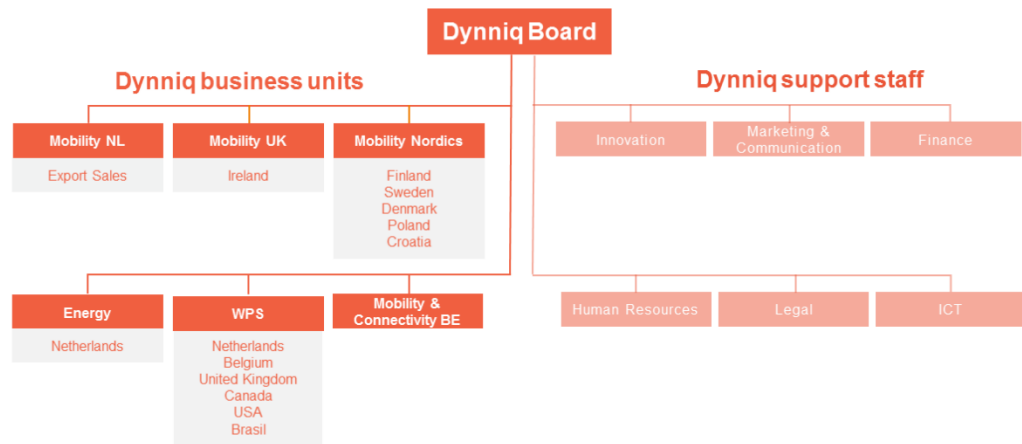 Dynniq Board
Dynniq business units
Dynniq support staff
Mobility NL
Export Sales
Mobility UK
Ireland
Mobility Nordics
Finland
Sweden
Denmark
Poland
Croatia
Innovation
Marketing &
Communication
Finance
Energy
Netherlands
WPS
Netherlands
Belgium
United Kingdom
Canada
USA
Brasil
Mobility &
Connectivity BE
Human Resources
Legal
ICT